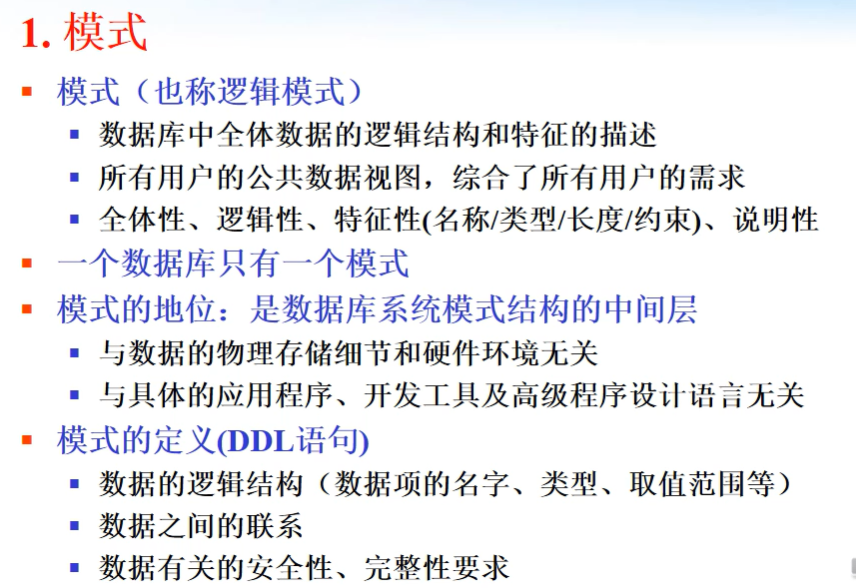 1. 模式
模式（也称逻辑模式）
数据库中全体数据的逻辑结构和特征的描述
所有用户的公共数据视图，综合了所有用户的需求
全体性、逻辑性、特征性(名称/类型/长度/约束)、说明性
一个数据库只有一个模式
模式的地位：是数据库系统模式结构的中间层
与数据的物理存储细节和硬件环境无关
与具体的应用程序、开发工具及高级程序设计语言无关
模式的定义(DDL语句)
数据的逻辑结构（数据项的名字、类型、取值范围等）
数据之间的联系
数据有关的安全性、完整性要求